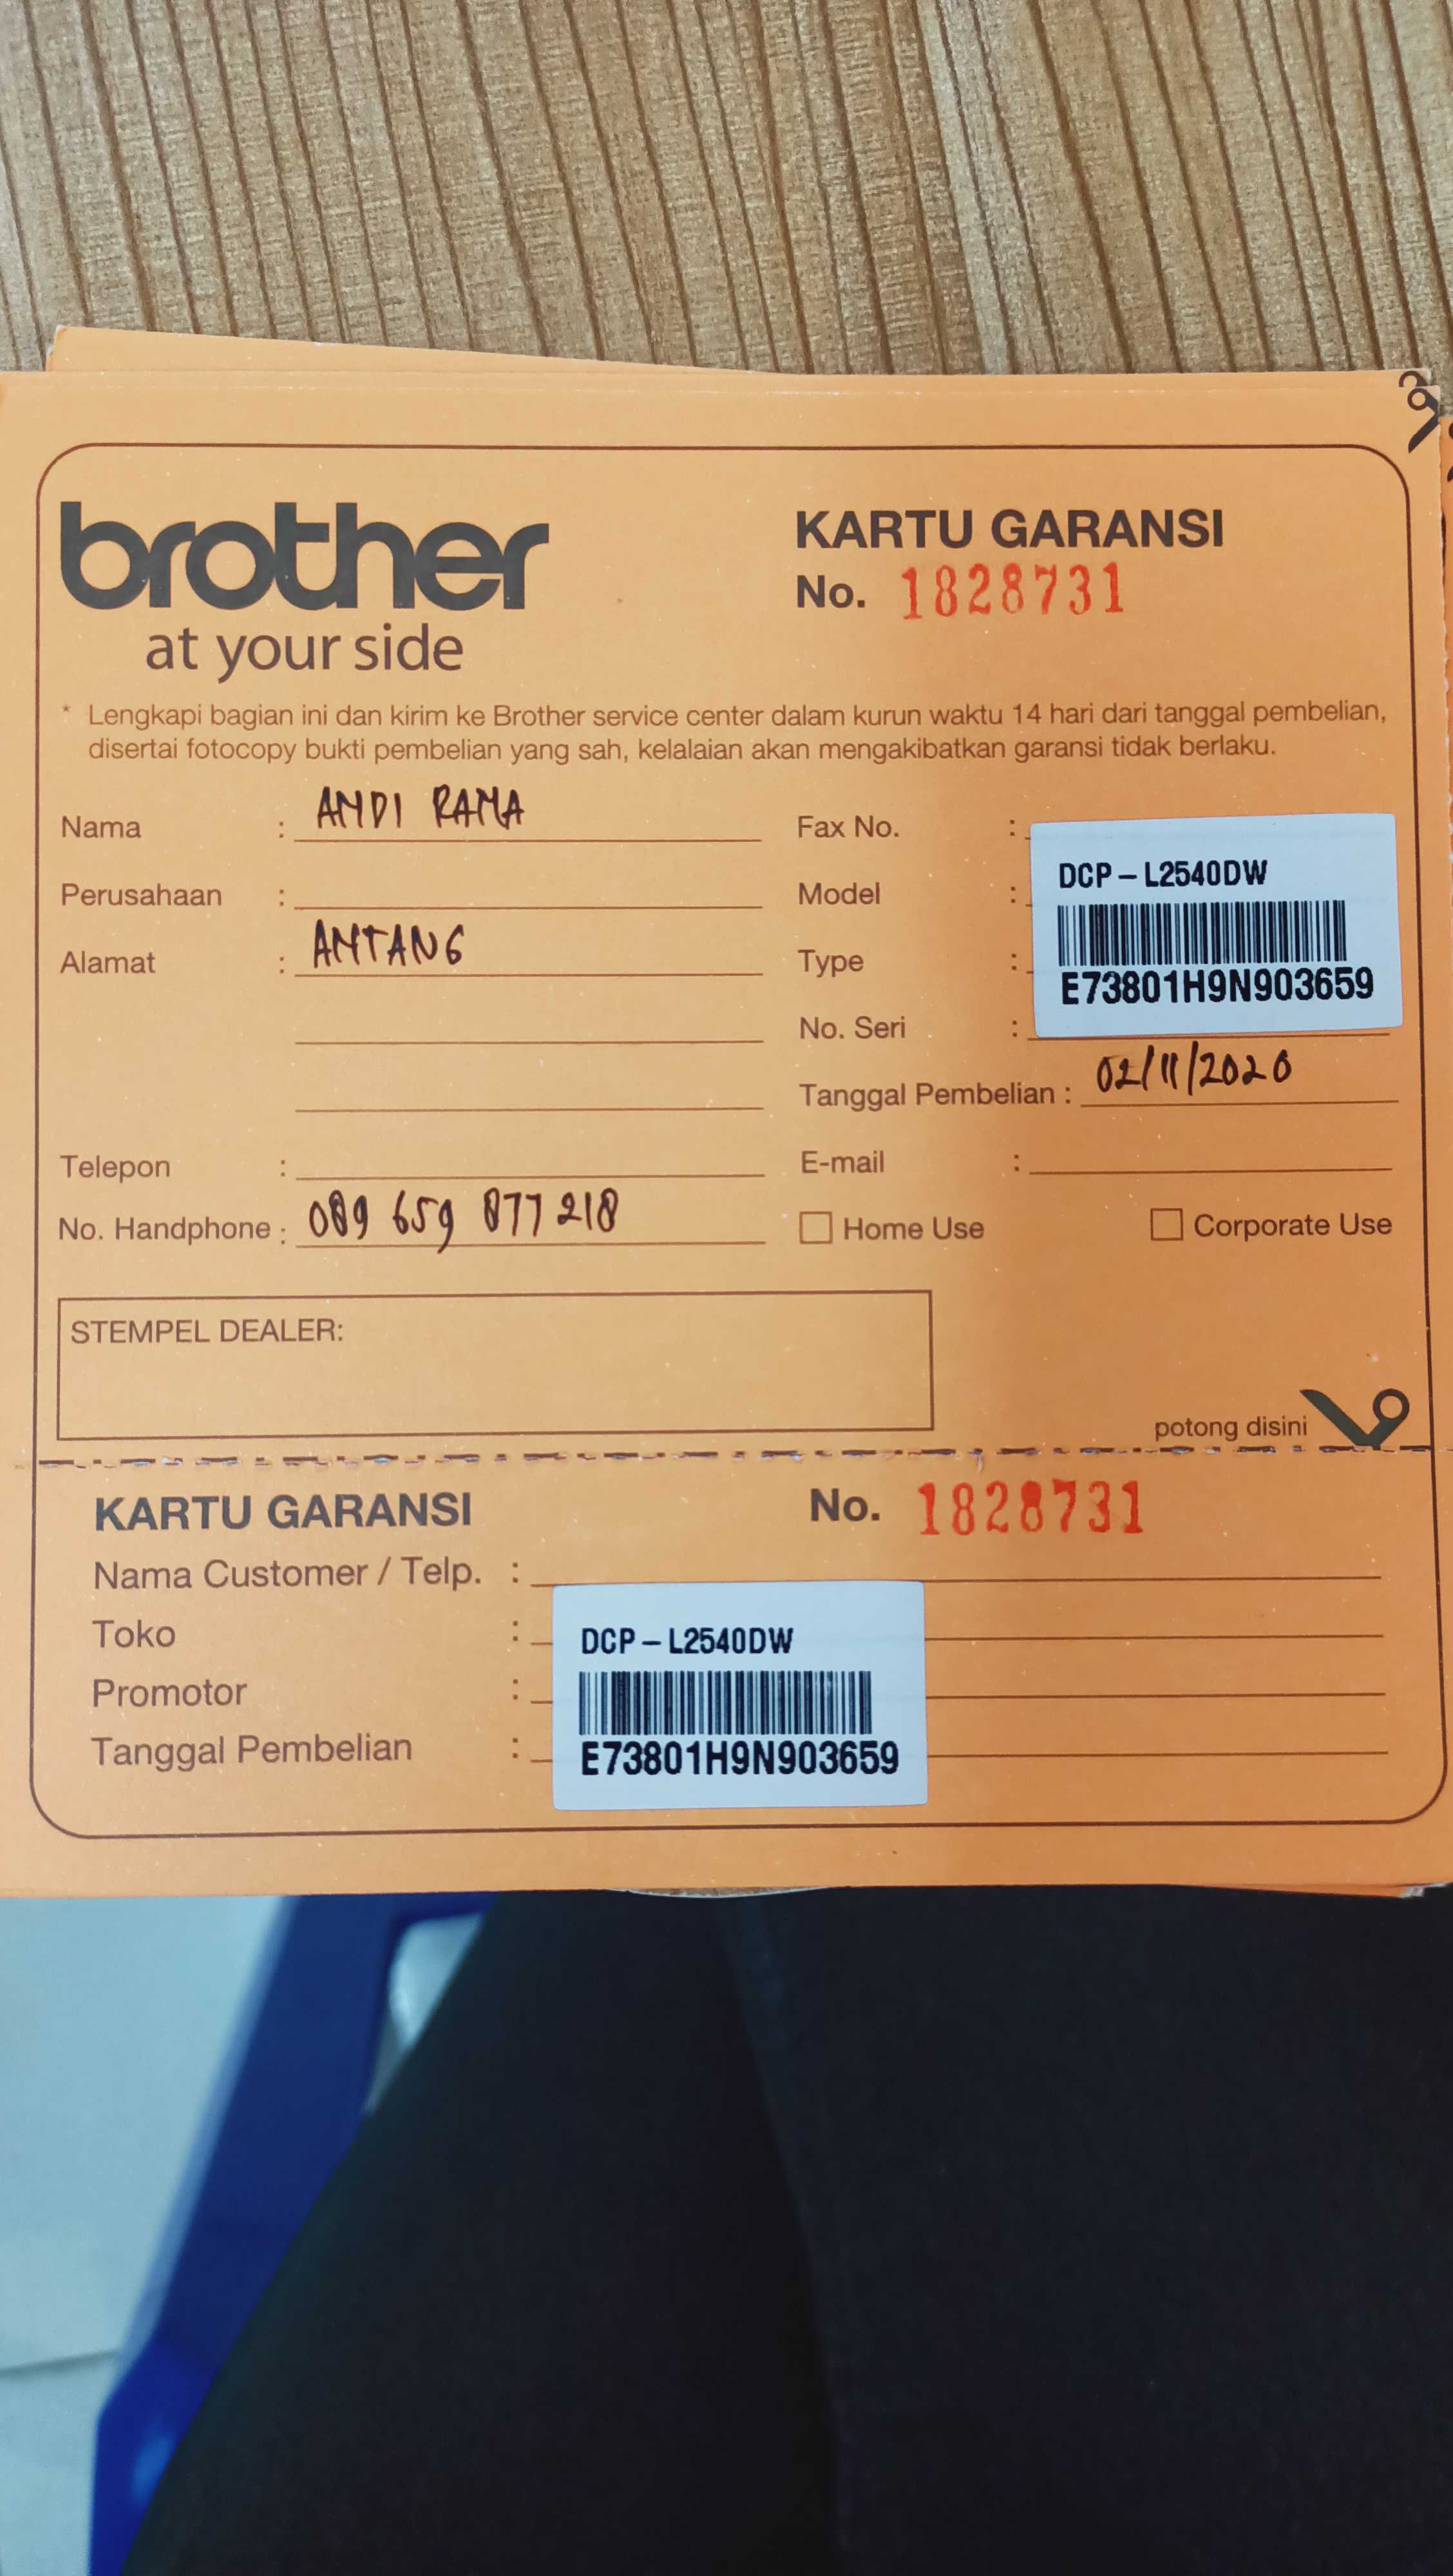 brother
at your side
KARTU GARANSI
No. 1828731
* Lengkapi bagian ini dan kirim ke Brother service center dalam kurun waktu 14 hari dari tanggal pembelian,
disertai fotocopy bukti pembelian yang sah, kelalaian akan mengakibatkan garansi tidak berlaku.
Nama : ANDI RAMA
Perusahaan :
Alamat : ANTANG
Telepon :
No. Handphone : 089 659 877 218
Fax No. :
Model :
Type :
No. Seri :
DCP – L2540DW
E73801H9N903659
Tanggal Pembelian : 02/11/2020
E-mail :
Home Use
Corporate Use
STEMPEL DEALER:
potong disini
KARTU GARANSI
No. 1828731
Nama Customer / Telp. :
Toko :
Promotor :
Tanggal Pembelian :
DCP – L2540DW
E73801H9N903659